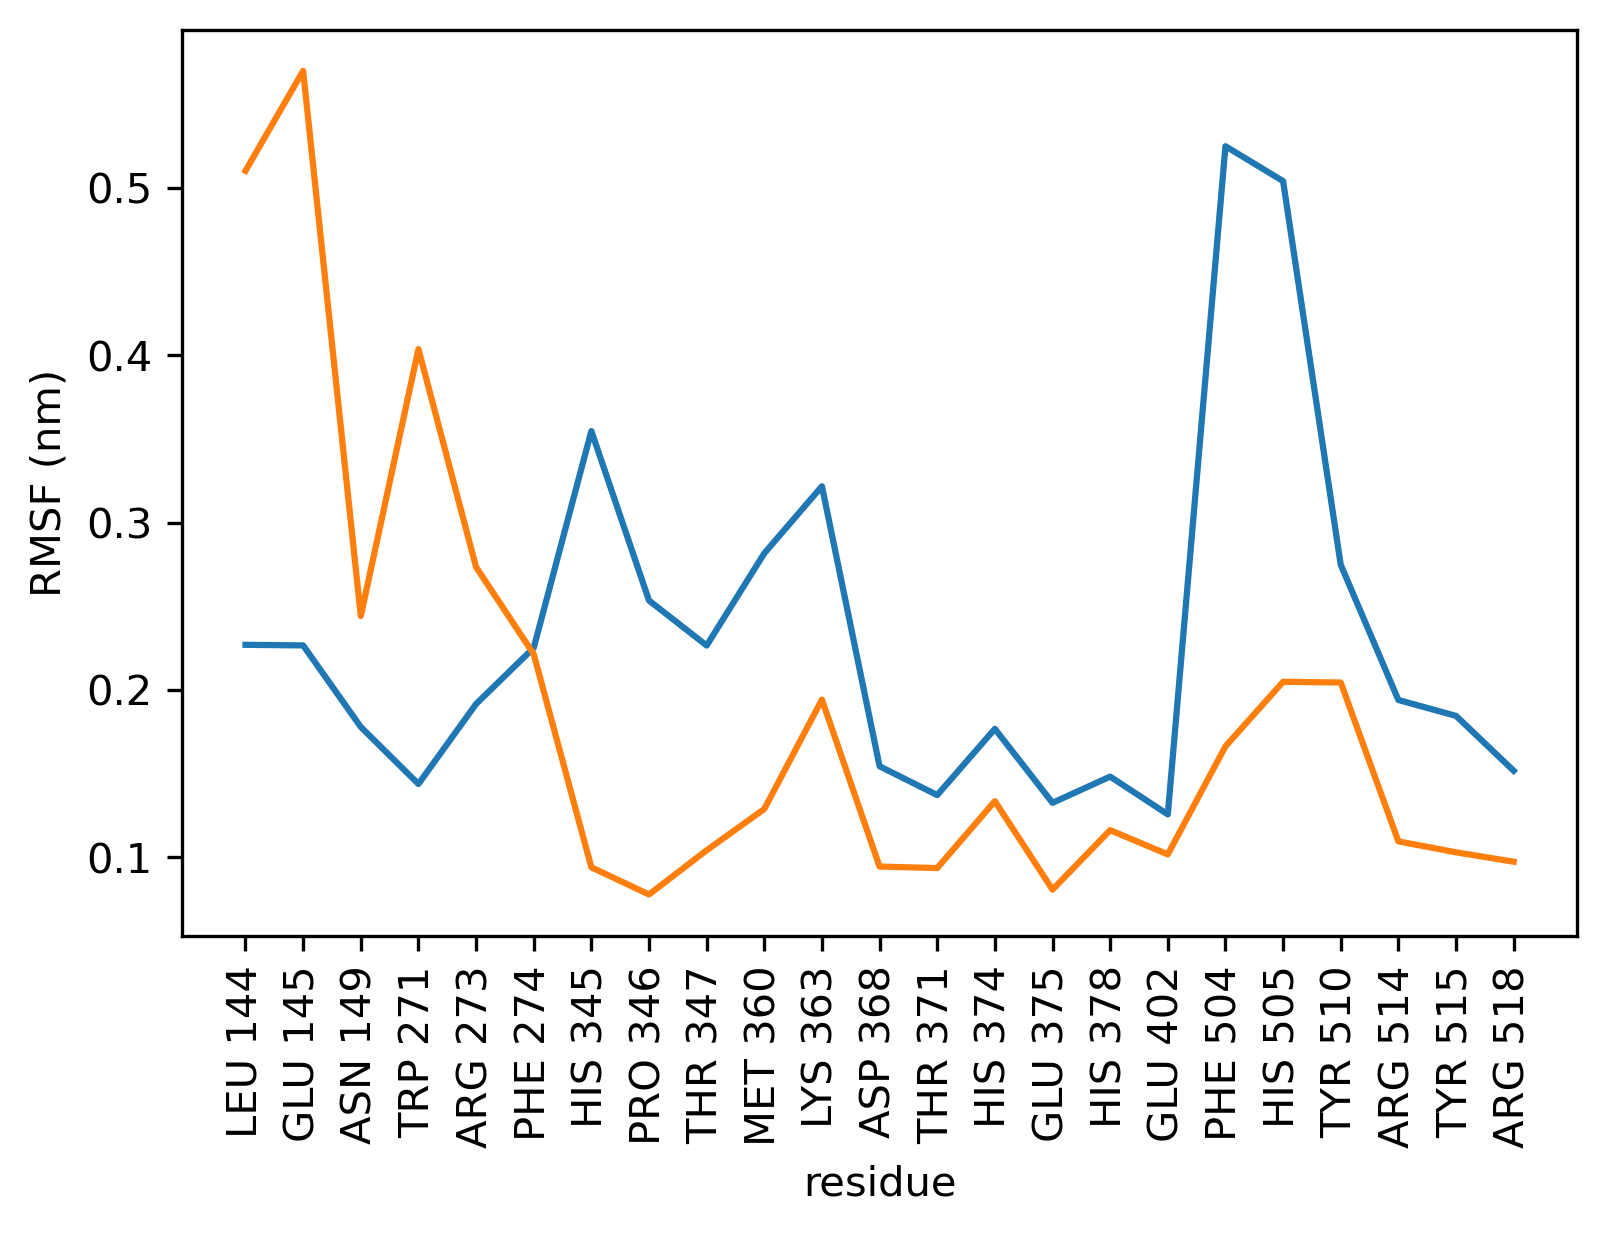 RMSF (nm)
0.5
0.4
0.3
0.2
0.1
LEU 144
GLU 145
ASN 149
TRP 271
ARG 273
PHE 274
HIS 345
PRO 346
THR 347
MET 360
LYS 363
ASP 368
THR 371
HIS 374
GLU 375
HIS 378
GLU 402
PHE 504
HIS 505
TYR 510
ARG 514
TYR 515
ARG 518
residue